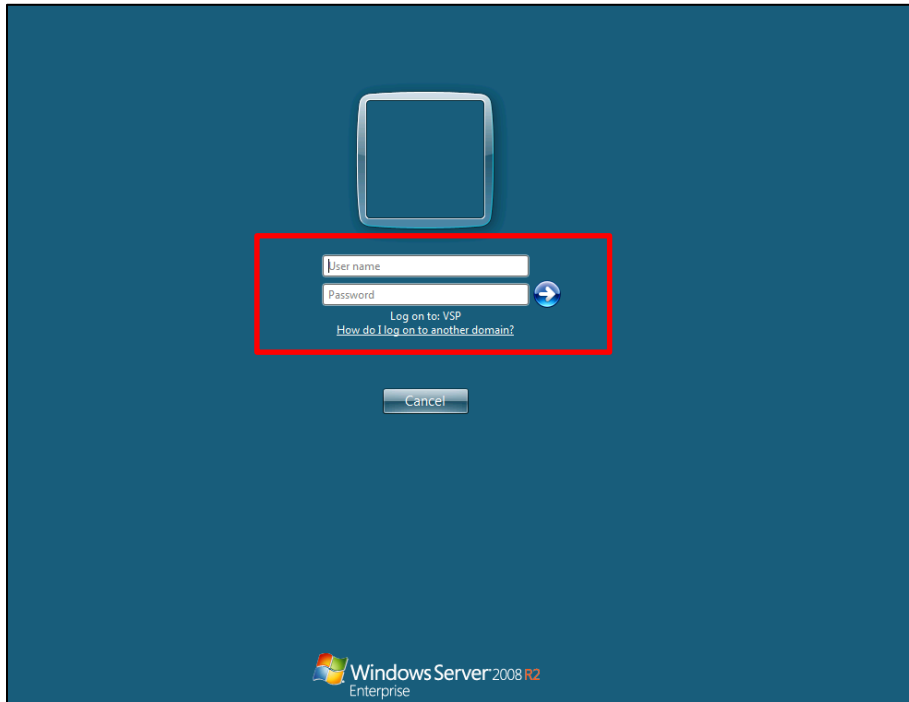 User name
Password
Log on to: VSP
How do I log on to another domain?
Cancel
Windows Server 2008 R2
Enterprise